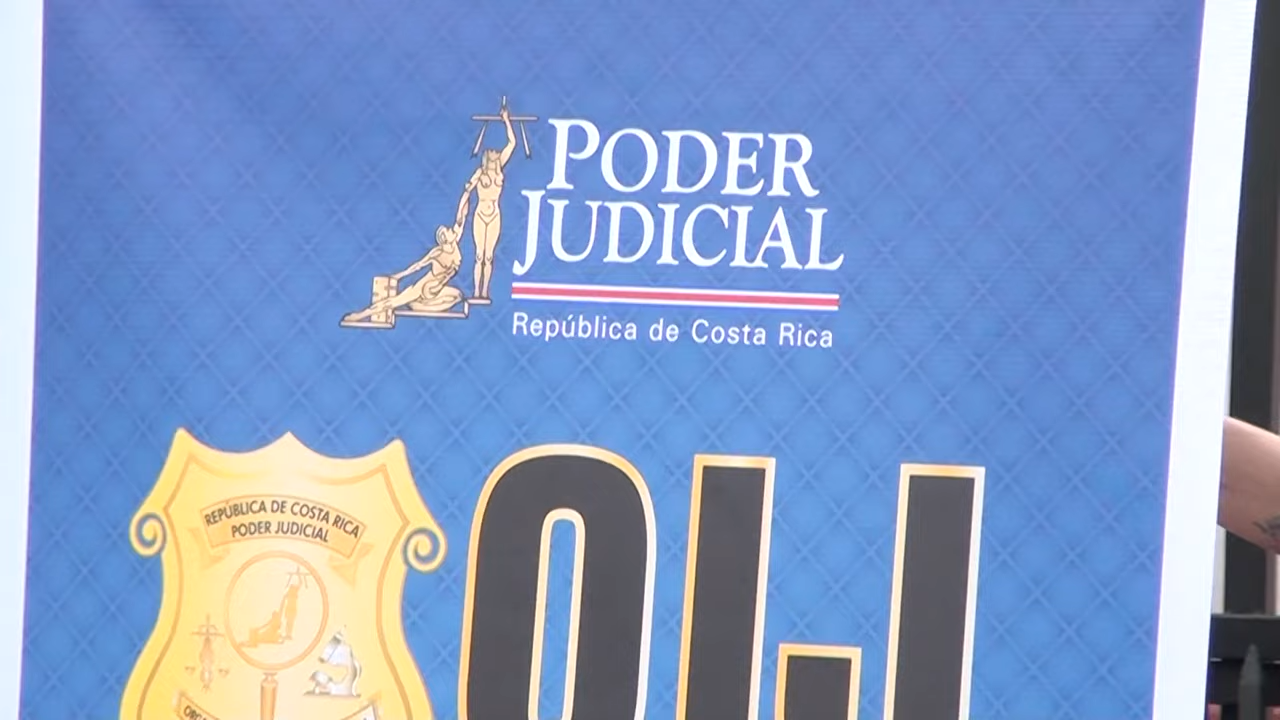 PODER
JUDICIAL
República de Costa Rica
REPÚBLICA DE COSTA RICA
PODER JUDICIAL
OIJ